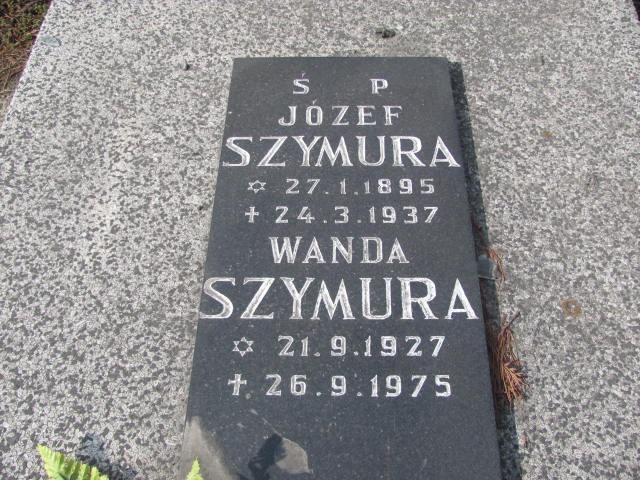 Ś P
JÓZEF
SZYMURA
✡ 27.1.1895
✝ 24.3.1937
WANDA
SZYMURA
✡ 21.9.1927
✝ 26.9.1975